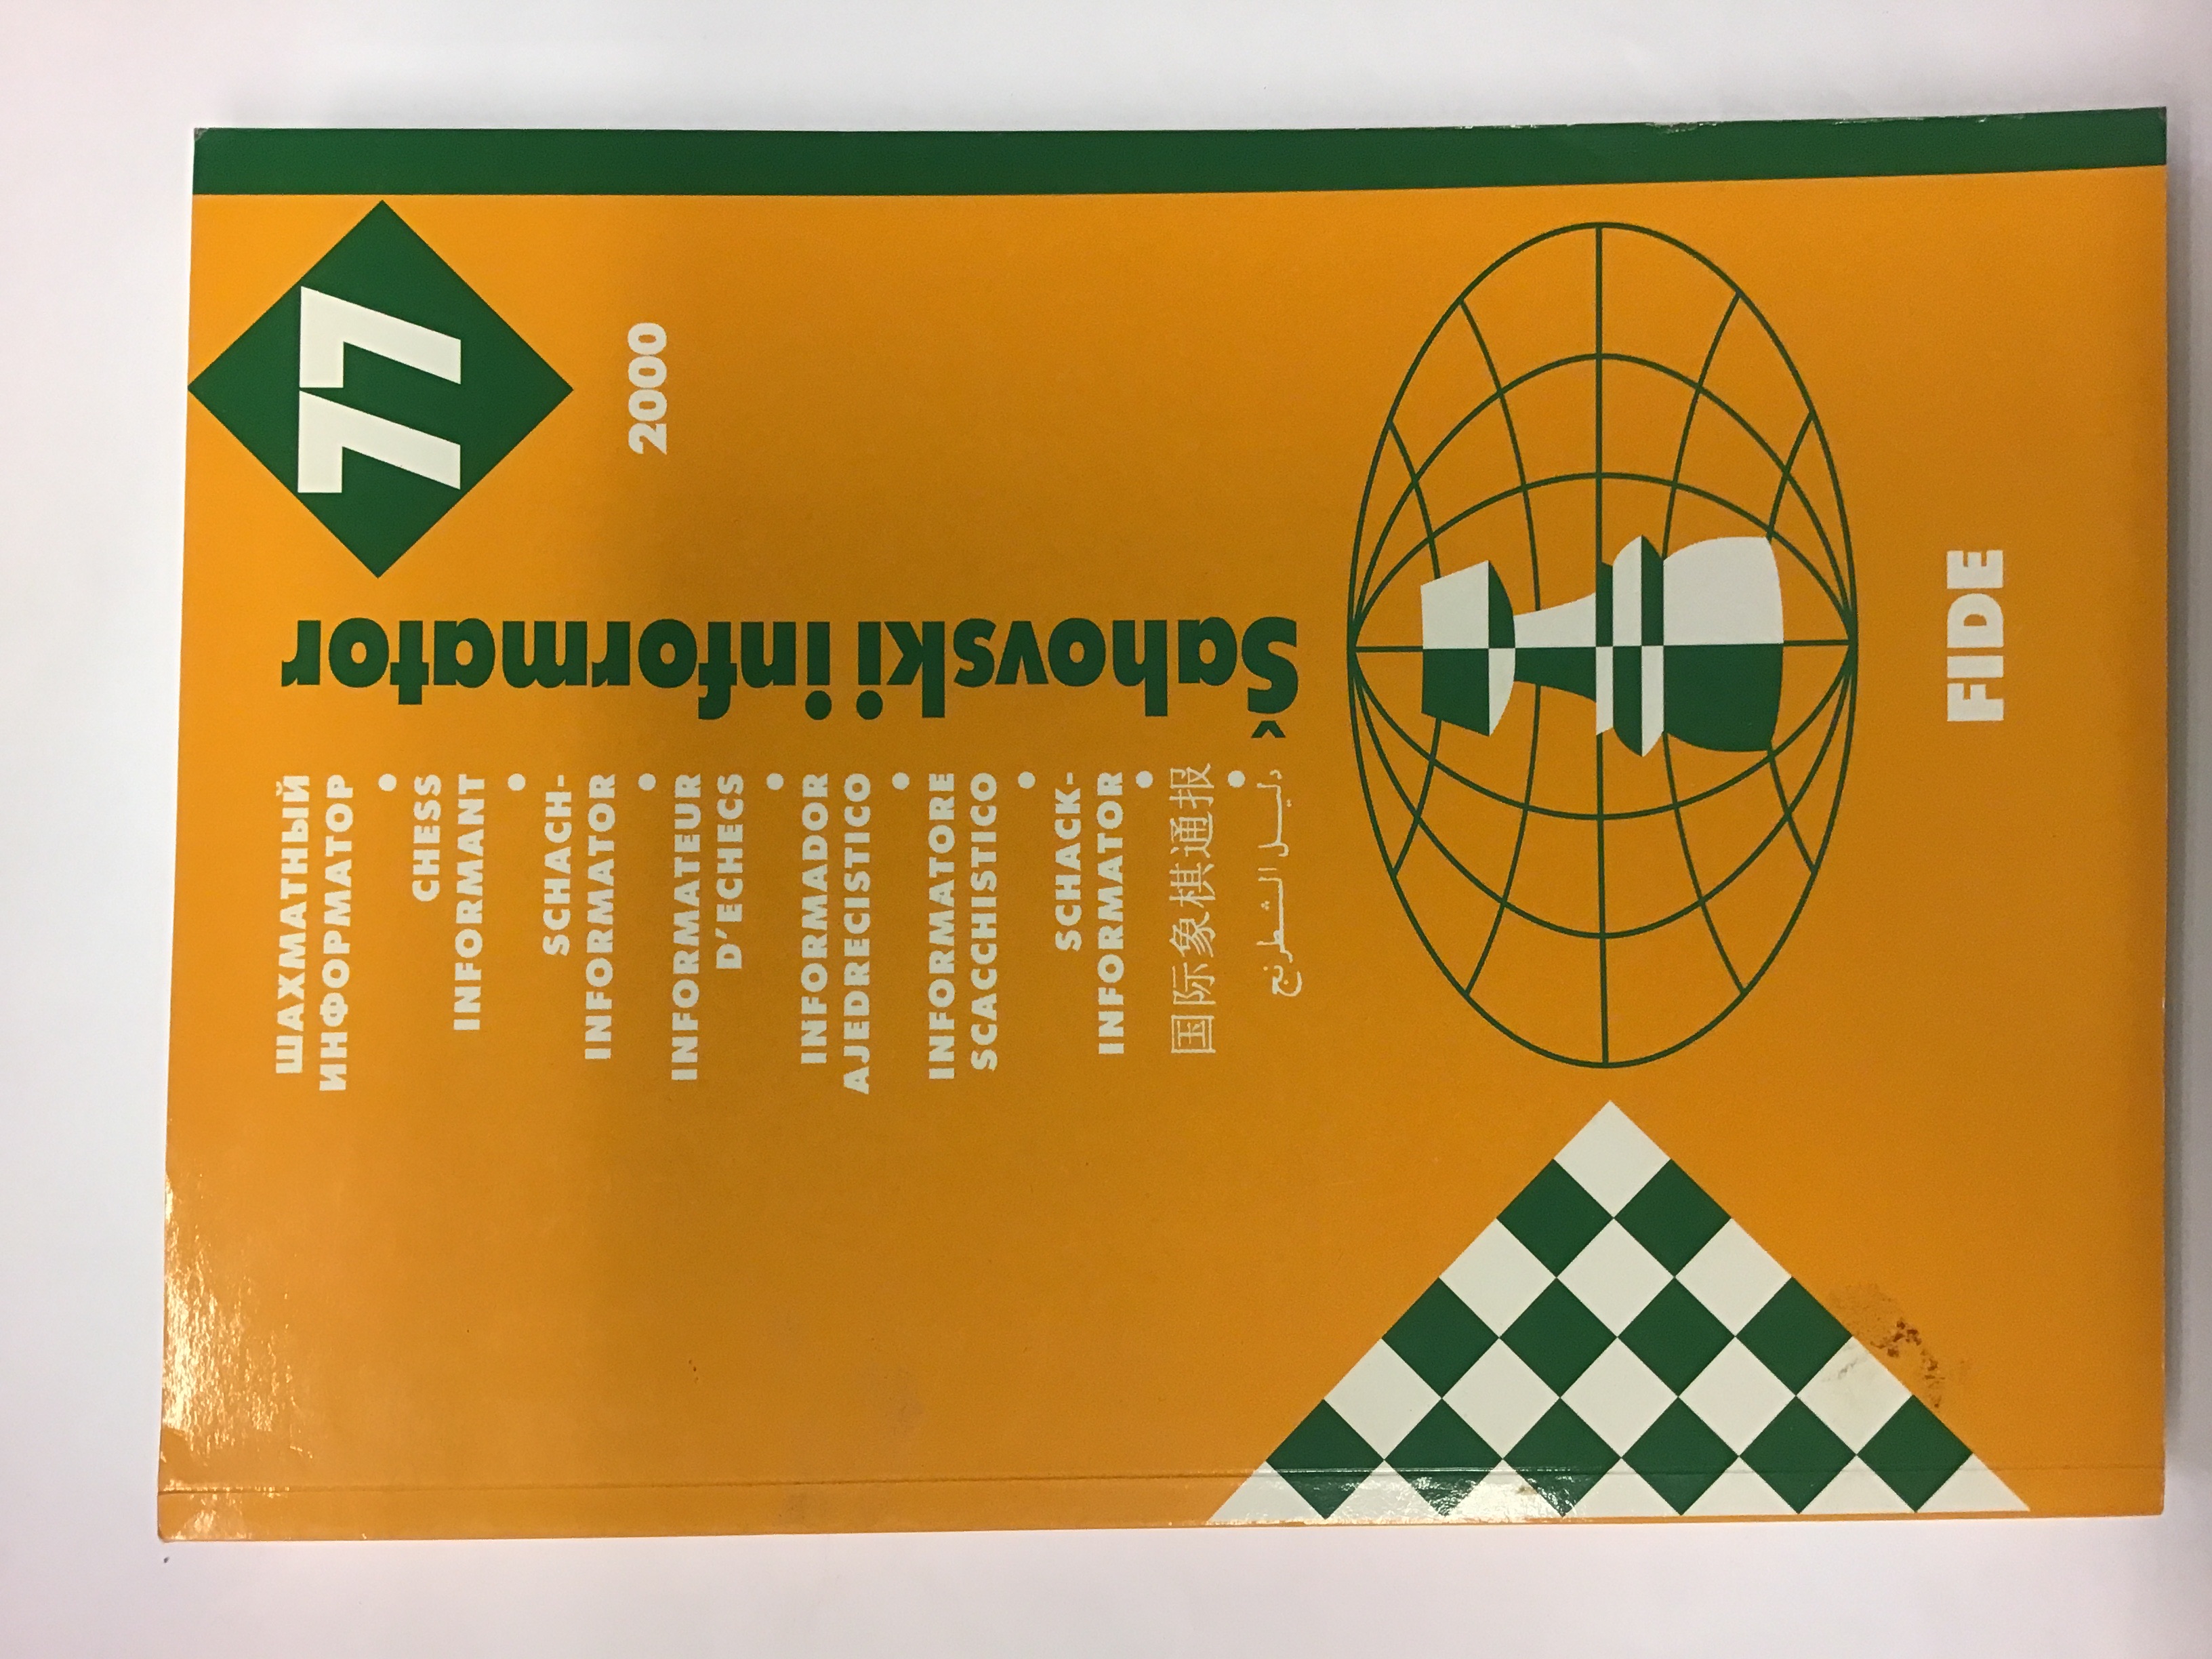 77
2000
Šahovski informator
ШАХМАТНЫЙ
ИНФОРМАТОР
•
CHESS
INFORMANT
•
SCHACH-
INFORMATOR
•
INFORMATEUR
D'ECHECS
•
INFORMADOR
AJEDRECISTICO
•
INFORMATORE
SCACCHISTICO
•
SCHACK-
INFORMATOR
•
国际象棋通报
•
دليل الشطرنج
FIDE